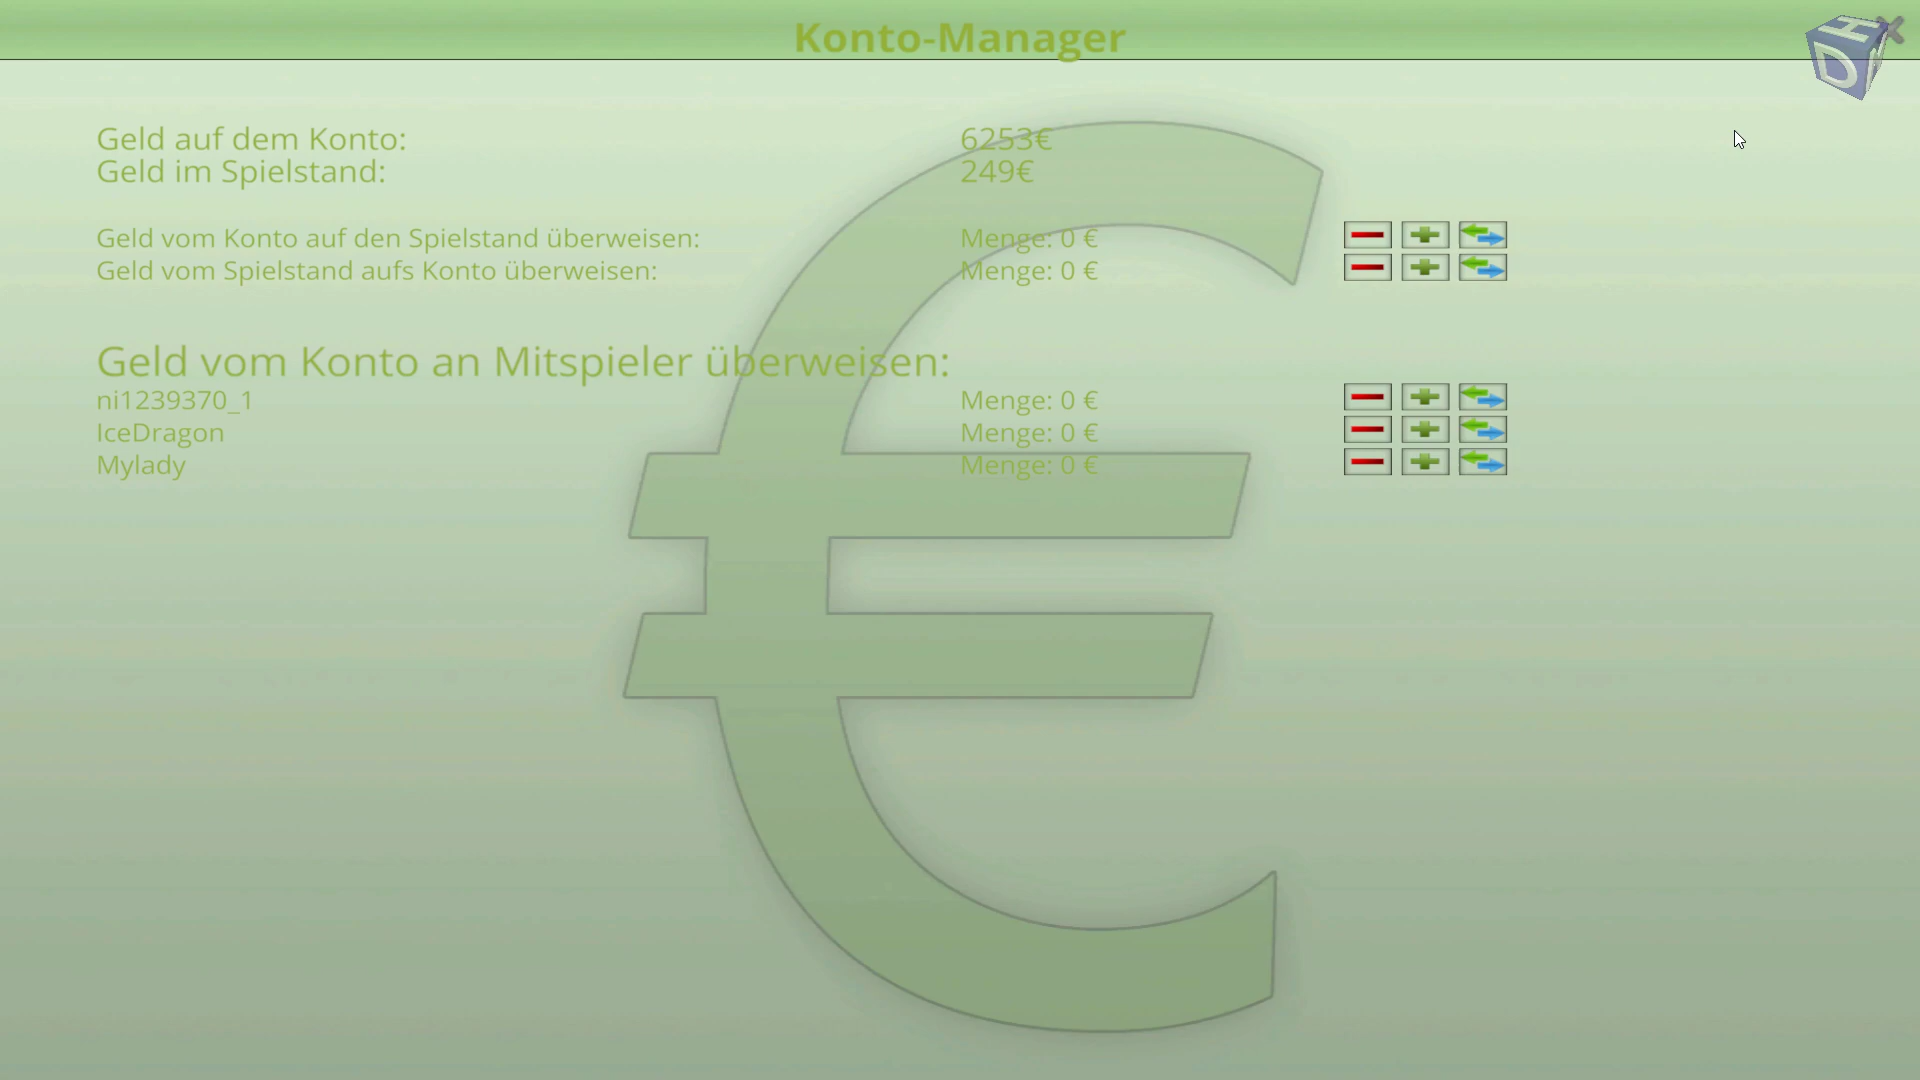 Konto-Manager
Geld auf dem Konto: 6253€
Geld im Spielstand: 249€
Geld vom Konto auf den Spielstand überweisen: Menge: 0 €
Geld vom Spielstand aufs Konto überweisen: Menge: 0 €
Geld vom Konto an Mitspieler überweisen:
ni1239370_1 Menge: 0 €
IceDragon Menge: 0 €
Mylady Menge: 0 €